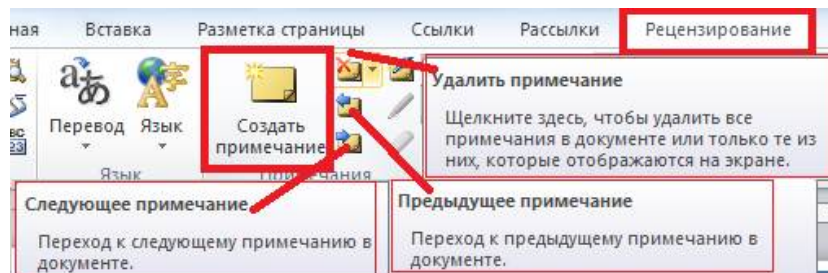 Вставка Разметка страницы Ссылки Рассылки Рецензирование
Перевод Язык Создать примечание
Язык
Удалить примечание
Щелкните здесь, чтобы удалить все
примечания в документе или только те из
них, которые отображаются на экране.
Следующее примечание
Переход к следующему примечанию в
документе.
Предыдущее примечание
Переход к предыдущему примечанию в
документе.